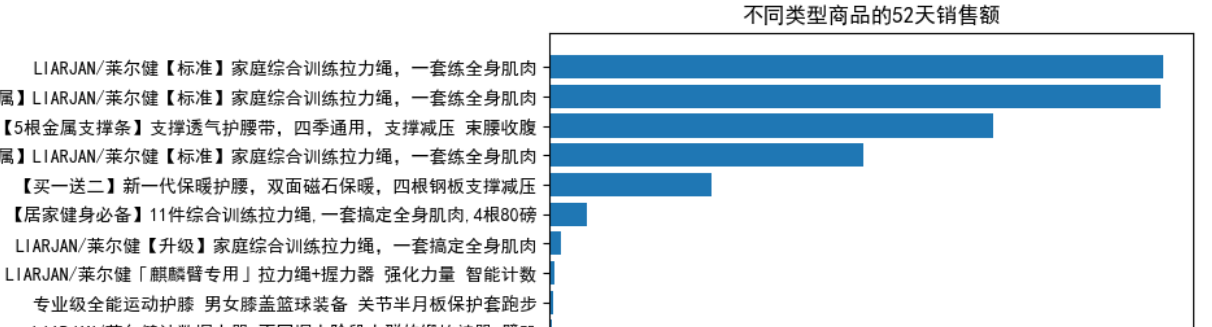 不同类型商品的52天销售额
LIARJAN/莱尔健【标准】家庭综合训练拉力绳，一套练全身肌肉
属】LIARJAN/莱尔健【标准】家庭综合训练拉力绳，一套练全身肌肉
【5根金属支撑条】支撑透气护腰带，四季通用，支撑减压 束腰收腹
属】LIARJAN/莱尔健【标准】家庭综合训练拉力绳，一套练全身肌肉
【买一送二】新一代保暖护腰，双面磁石保暖，四根钢板支撑减压
【居家健身必备】11件综合训练拉力绳,一套搞定全身肌肉,4根80磅
LIARJAN/莱尔健【升级】家庭综合训练拉力绳，一套搞定全身肌肉
LIARJAN/莱尔健「麒麟臂专用」拉力绳+握力器 强化力量 智能计数
专业级全能运动护膝 男女膝盖篮球装备 关节半月板保护套跑步